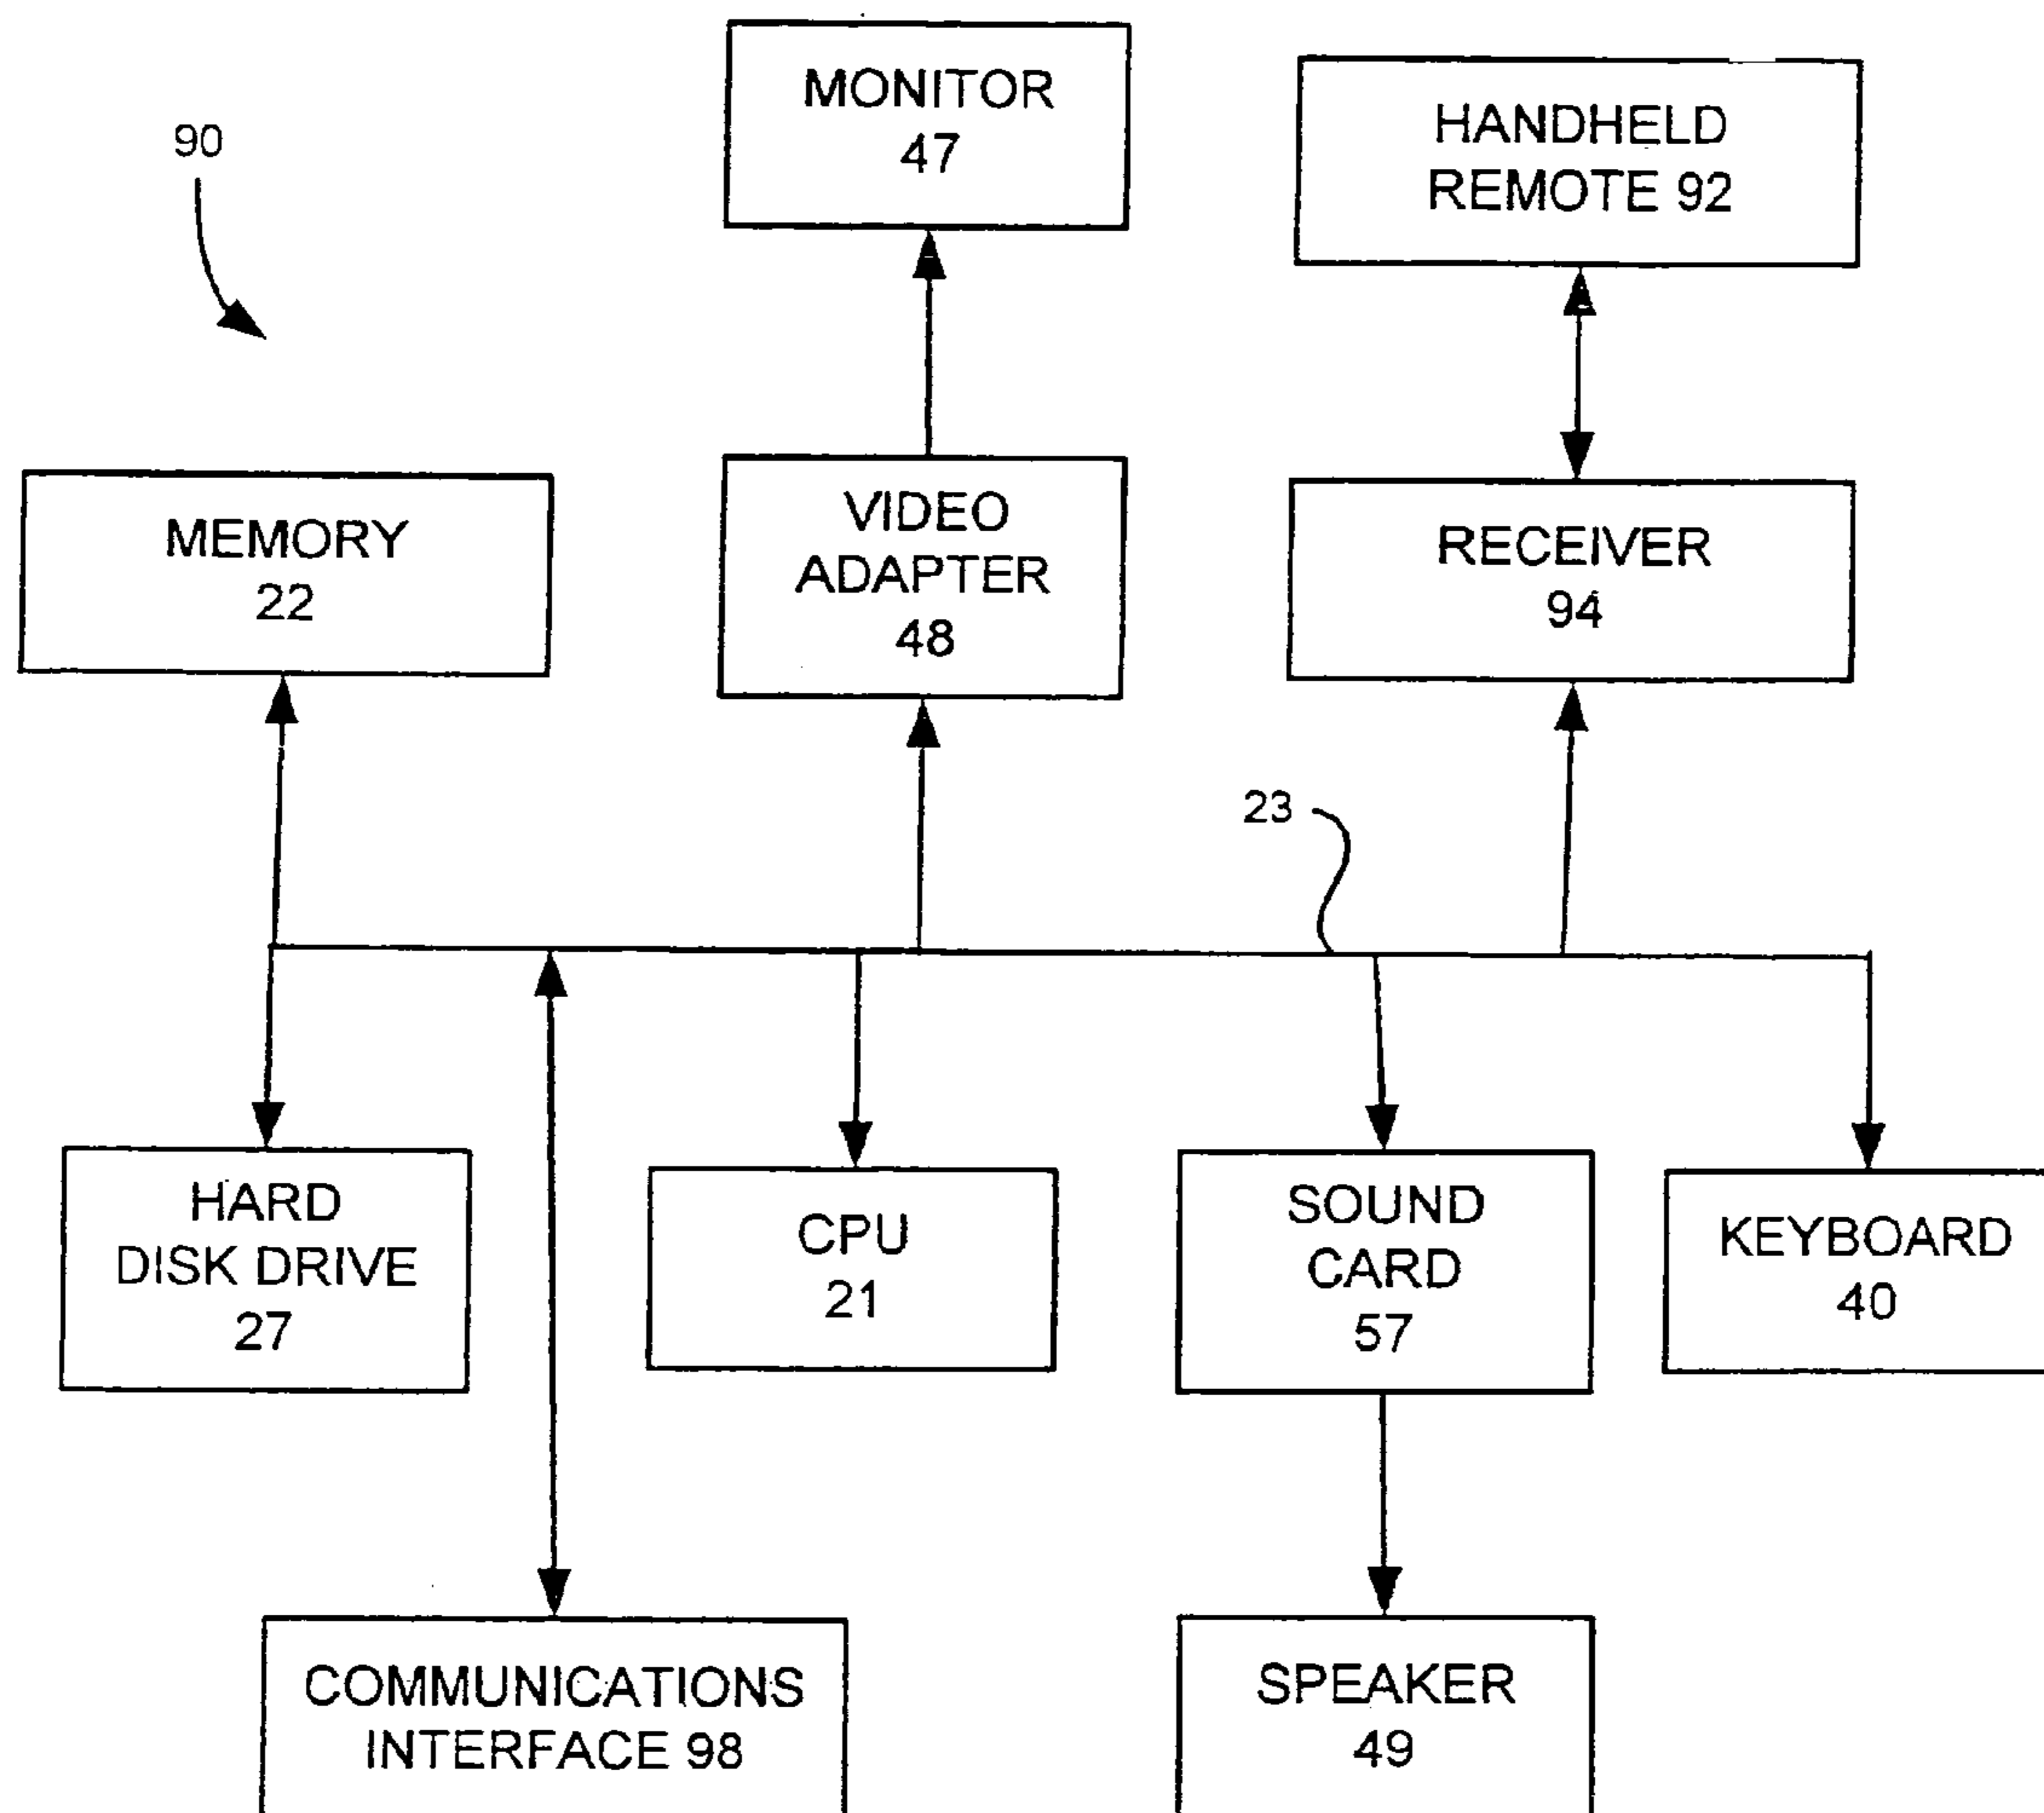 90
MONITOR
47
HANDHELD
REMOTE 92
MEMORY
22
VIDEO
ADAPTER
48
RECEIVER
94
23
HARD
DISK DRIVE
27
CPU
21
SOUND
CARD
57
KEYBOARD
40
COMMUNICATIONS
INTERFACE 98
SPEAKER
49